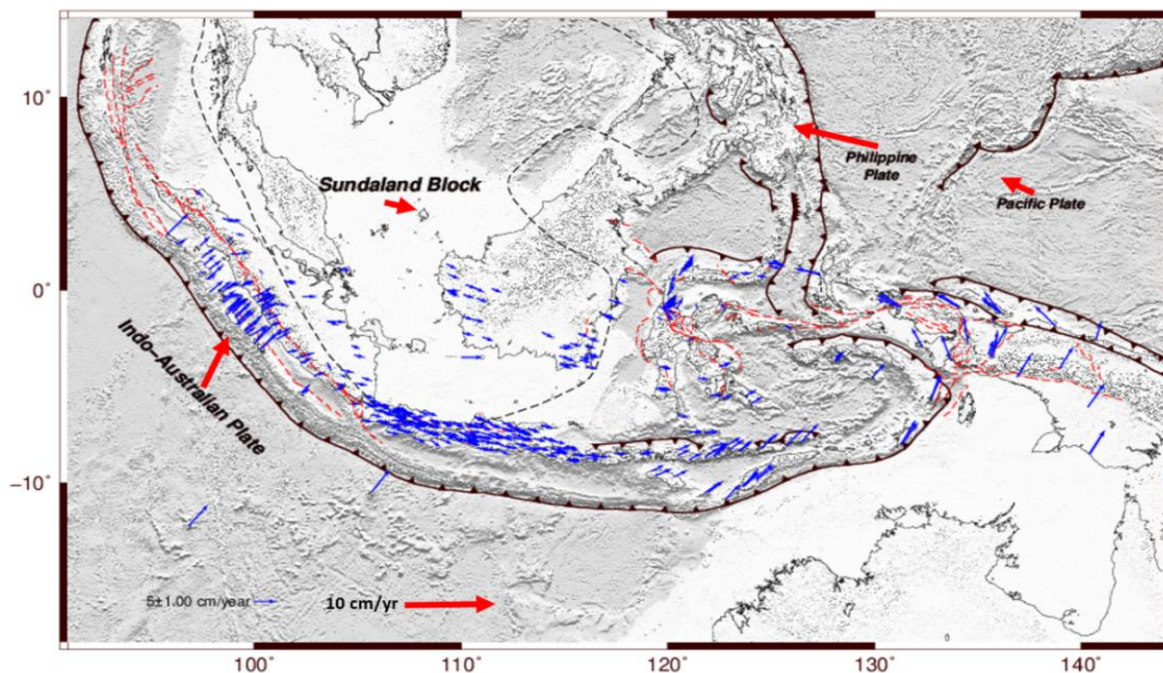 10˚
0˚
−10˚
Sundaland Block
Philippine
Plate
Pacific Plate
Indo−Australian Plate
5±1.00 cm/year
10 cm/yr
100˚
110˚
120˚
130˚
140˚